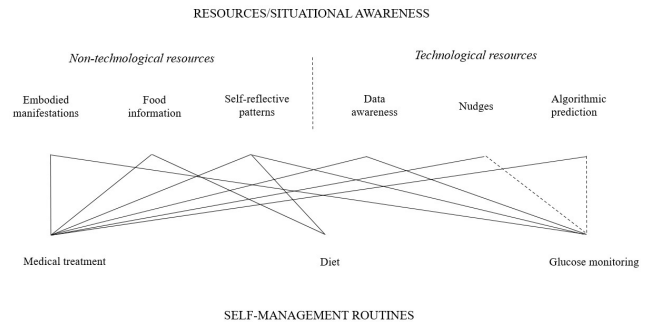 RESOURCES/SITUATIONAL AWARENESS
Non-technological resources
Technological resources
Embodied
manifestations
Food
information
Self-reflective
patterns
Data
awareness
Nudges
Algorithmic
prediction
Medical treatment
Diet
Glucose monitoring
SELF-MANAGEMENT ROUTINES